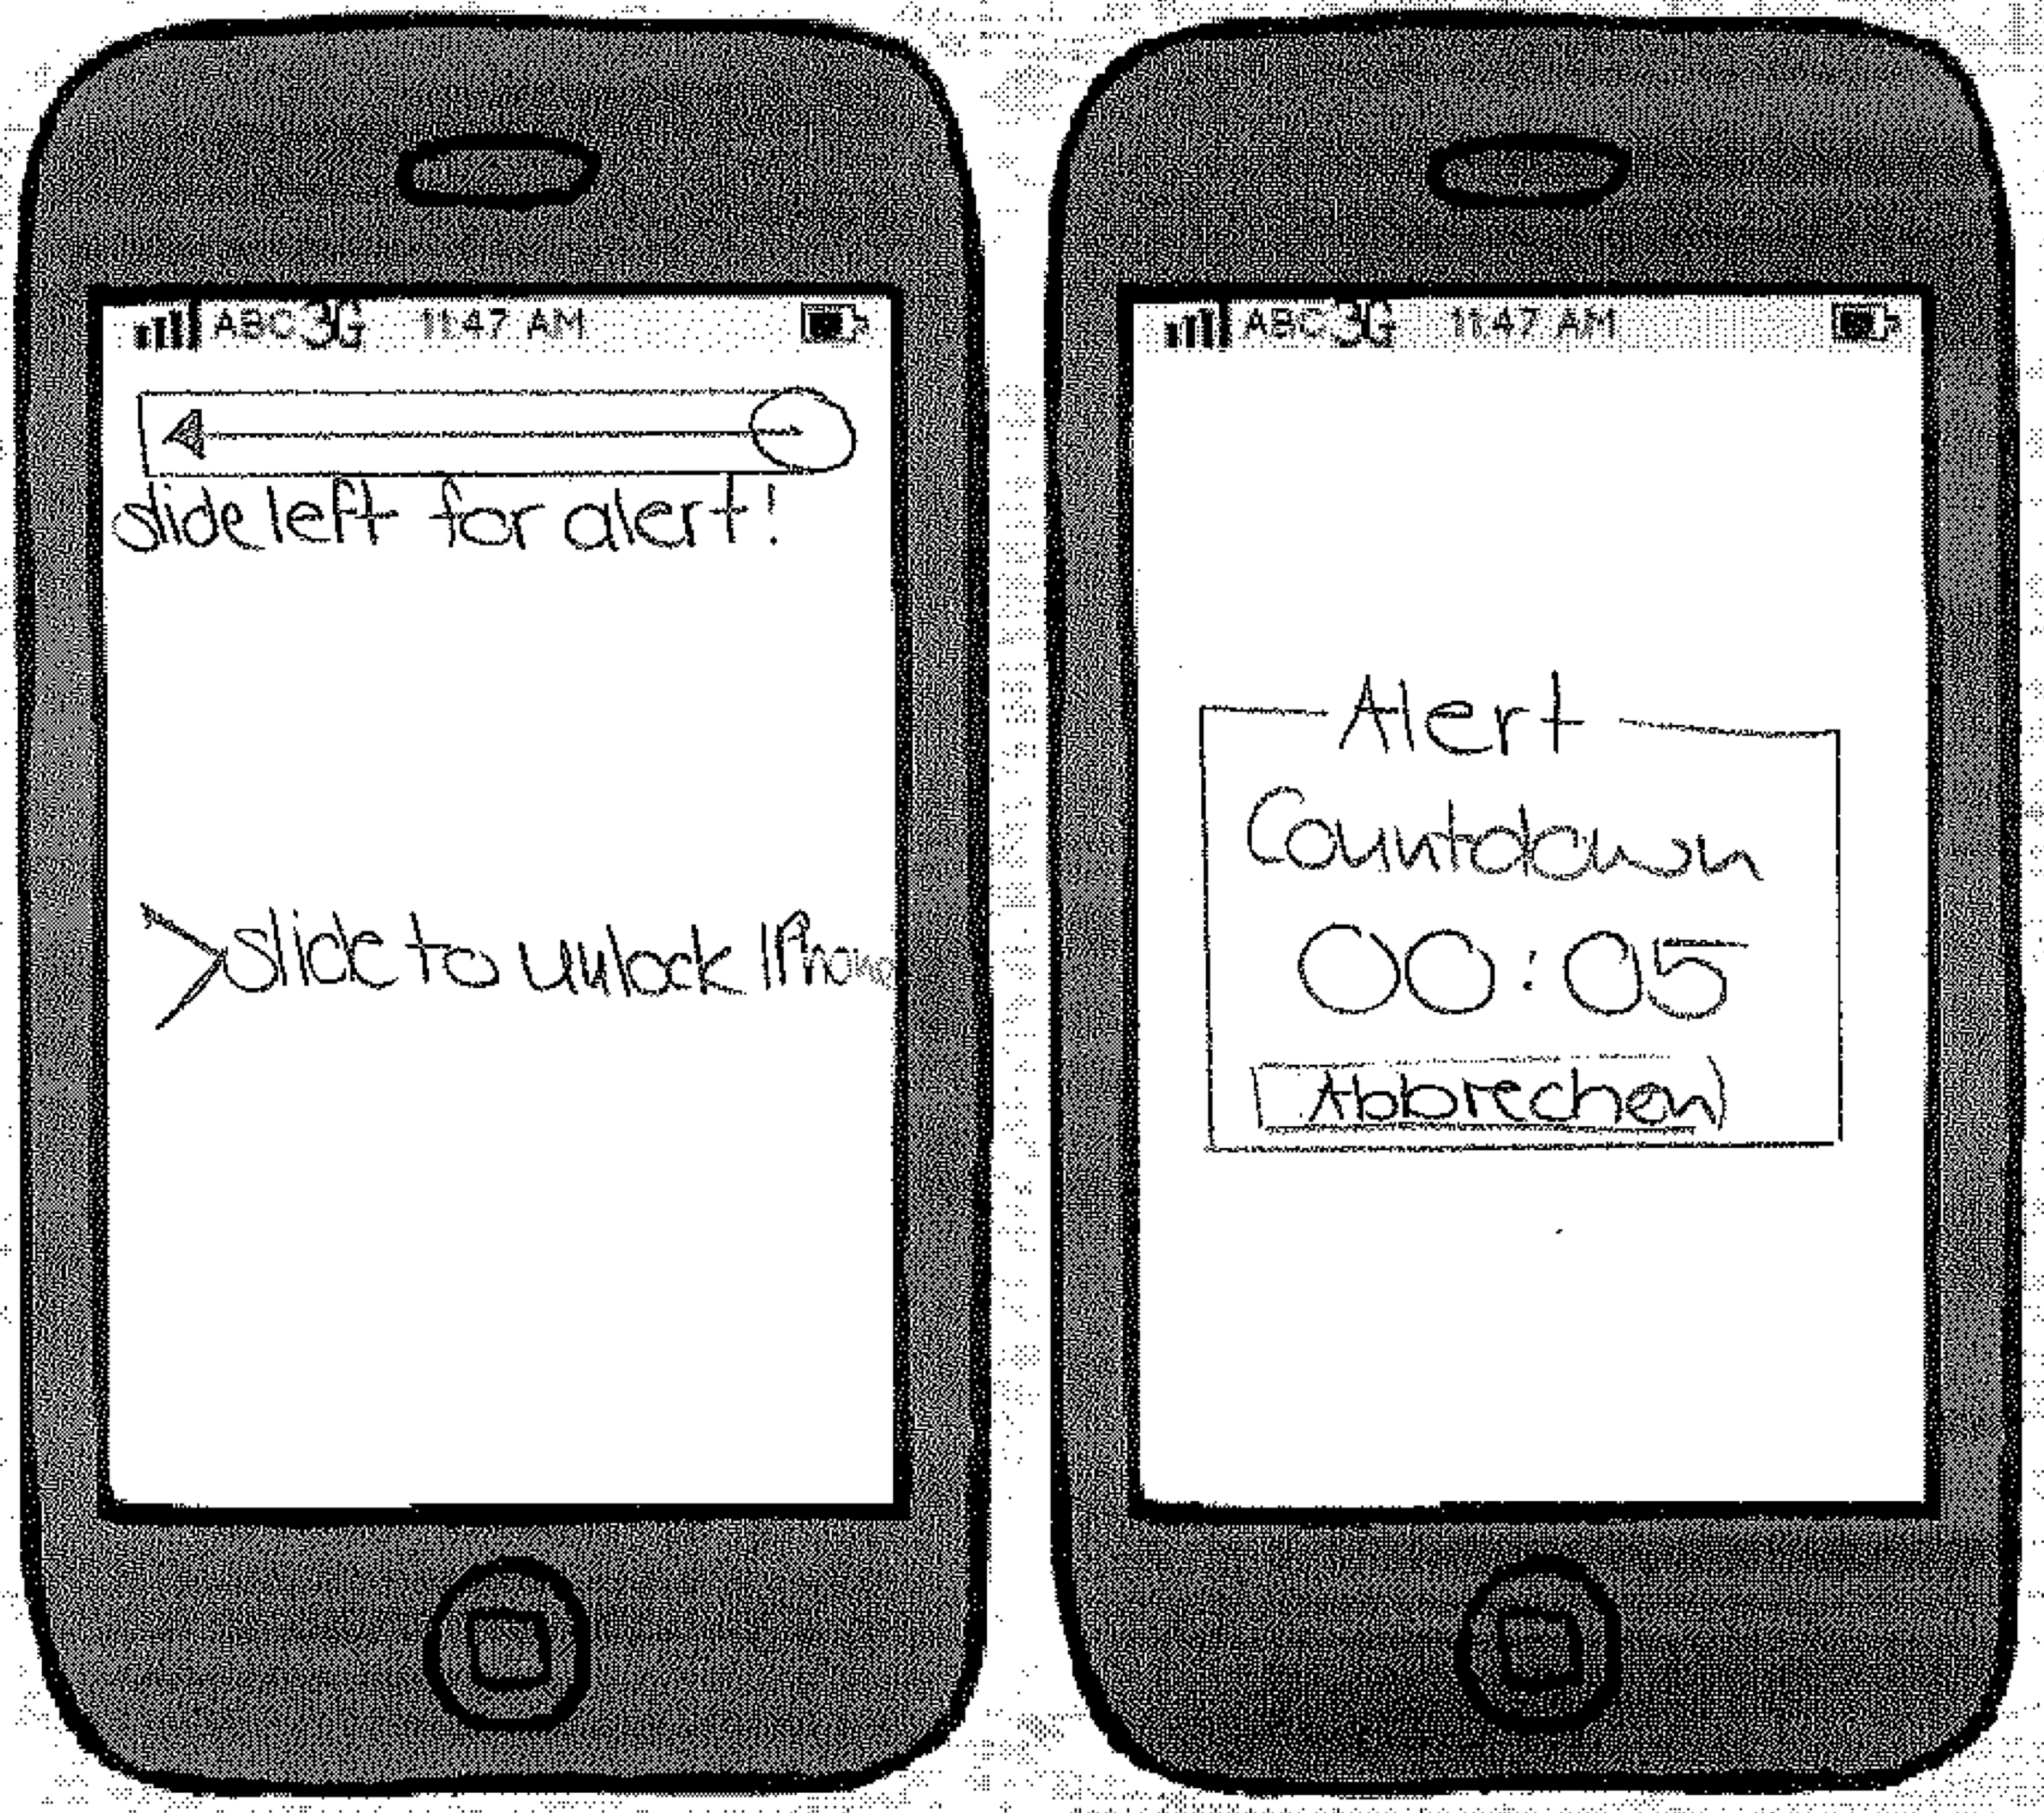 ABC 3G 11:47 AM
slide left for alert!
slide to unlock IPhone
ABC 3G 11:47 AM
Alert
Countdown
00:05
Abbrechen